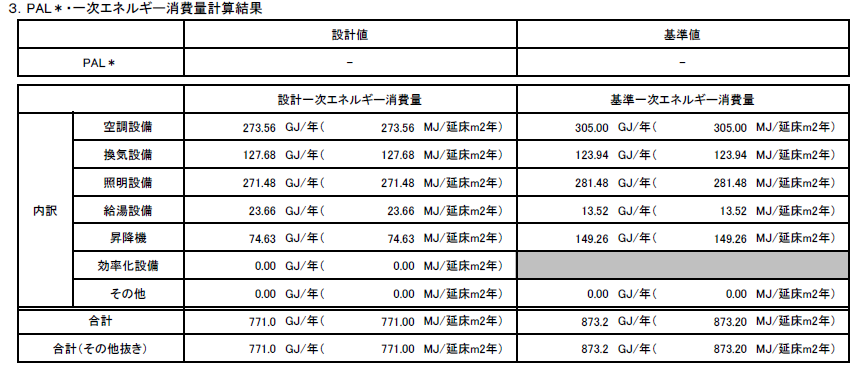 ３．PAL＊・一次エネルギー消費量計算結果
設計値 基準値
PAL＊ － －
設計一次エネルギー消費量 基準一次エネルギー消費量
空調設備 273.56 GJ/年( 273.56 MJ/延床m2年) 305.00 GJ/年( 305.00 MJ/延床m2年)
換気設備 127.68 GJ/年( 127.68 MJ/延床m2年) 123.94 GJ/年( 123.94 MJ/延床m2年)
照明設備 271.48 GJ/年( 271.48 MJ/延床m2年) 281.48 GJ/年( 281.48 MJ/延床m2年)
内訳 給湯設備 23.66 GJ/年( 23.66 MJ/延床m2年) 13.52 GJ/年( 13.52 MJ/延床m2年)
昇降機 74.63 GJ/年( 74.63 MJ/延床m2年) 149.26 GJ/年( 149.26 MJ/延床m2年)
効率化設備 0.00 GJ/年( 0.00 MJ/延床m2年)
その他 0.00 GJ/年( 0.00 MJ/延床m2年) 0.00 GJ/年( 0.00 MJ/延床m2年)
合計 771.0 GJ/年( 771.00 MJ/延床m2年) 873.2 GJ/年( 873.20 MJ/延床m2年)
合計(その他抜き) 771.0 GJ/年( 771.00 MJ/延床m2年) 873.2 GJ/年( 873.20 MJ/延床m2年)